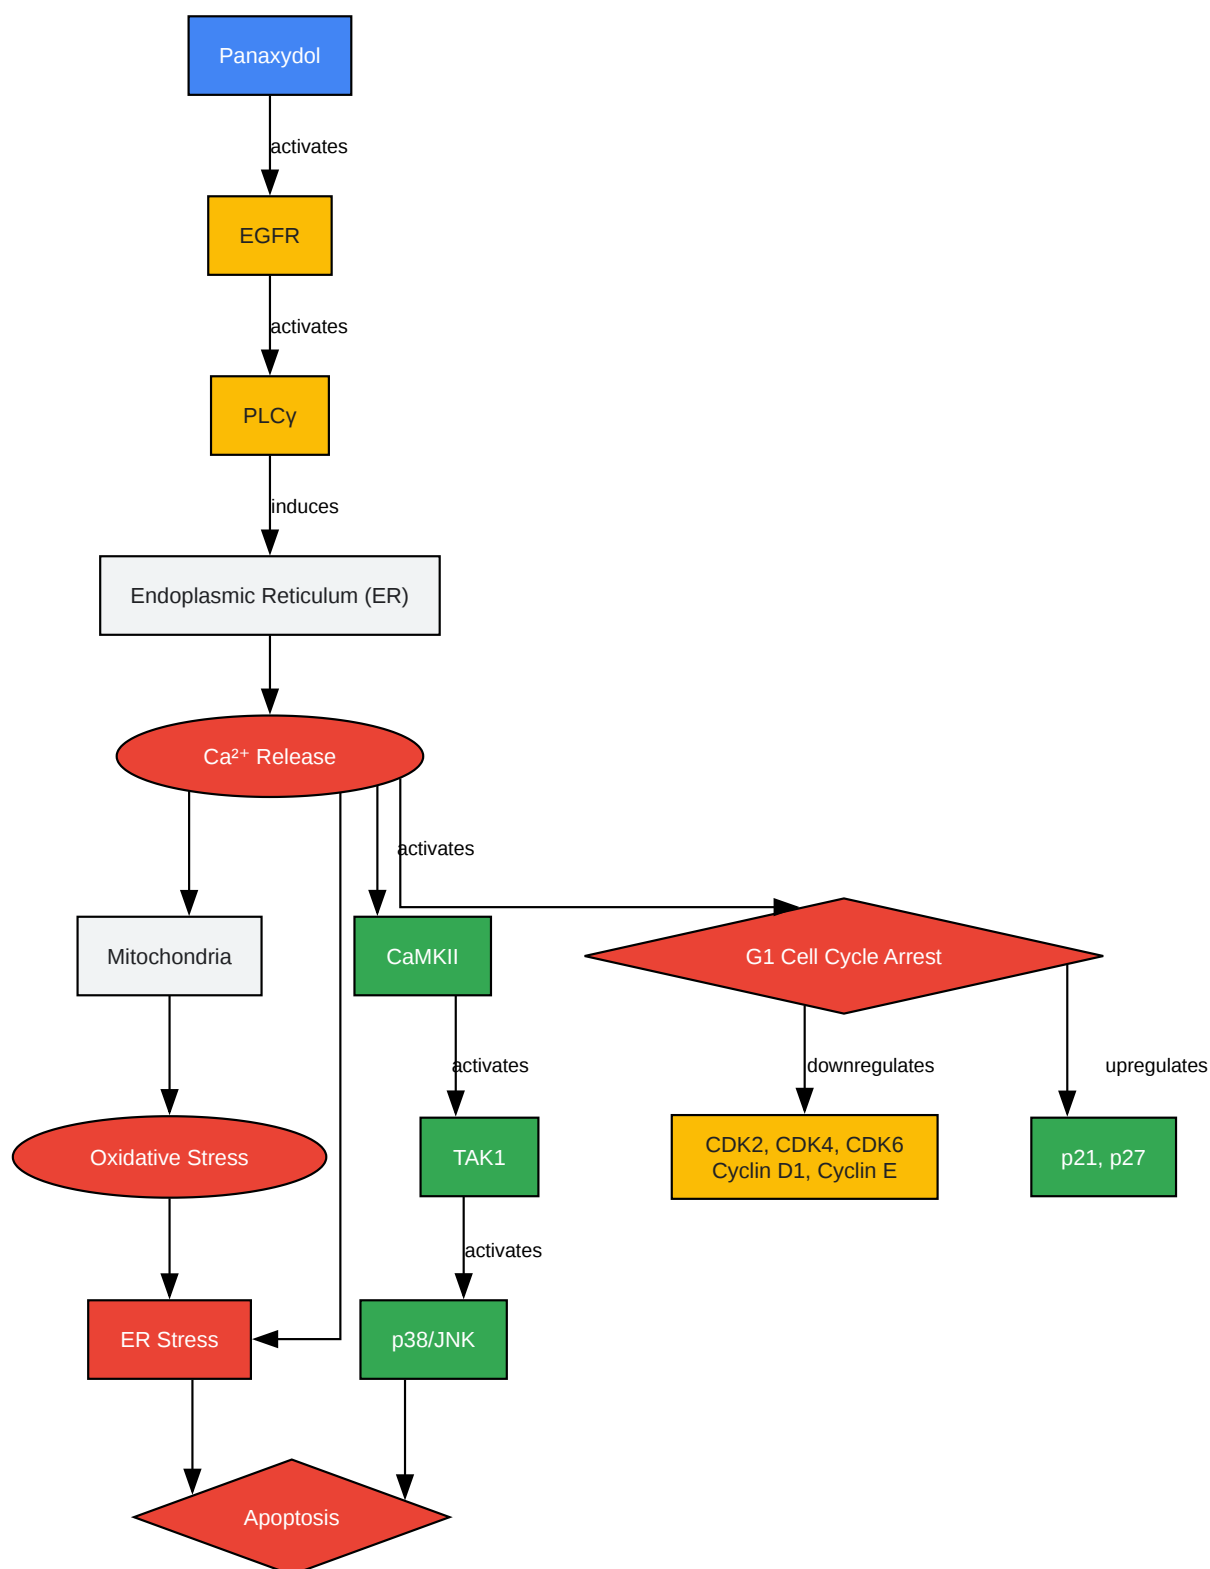 Panaxydol
activates
EGFR
activates
PLCγ
induces
Endoplasmic Reticulum (ER)
Ca²⁺ Release
activates
Mitochondria
CaMKII
G1 Cell Cycle Arrest
activates
downregulates
upregulates
Oxidative Stress
TAK1
CDK2, CDK4, CDK6
Cyclin D1, Cyclin E
p21, p27
activates
ER Stress
p38/JNK
Apoptosis